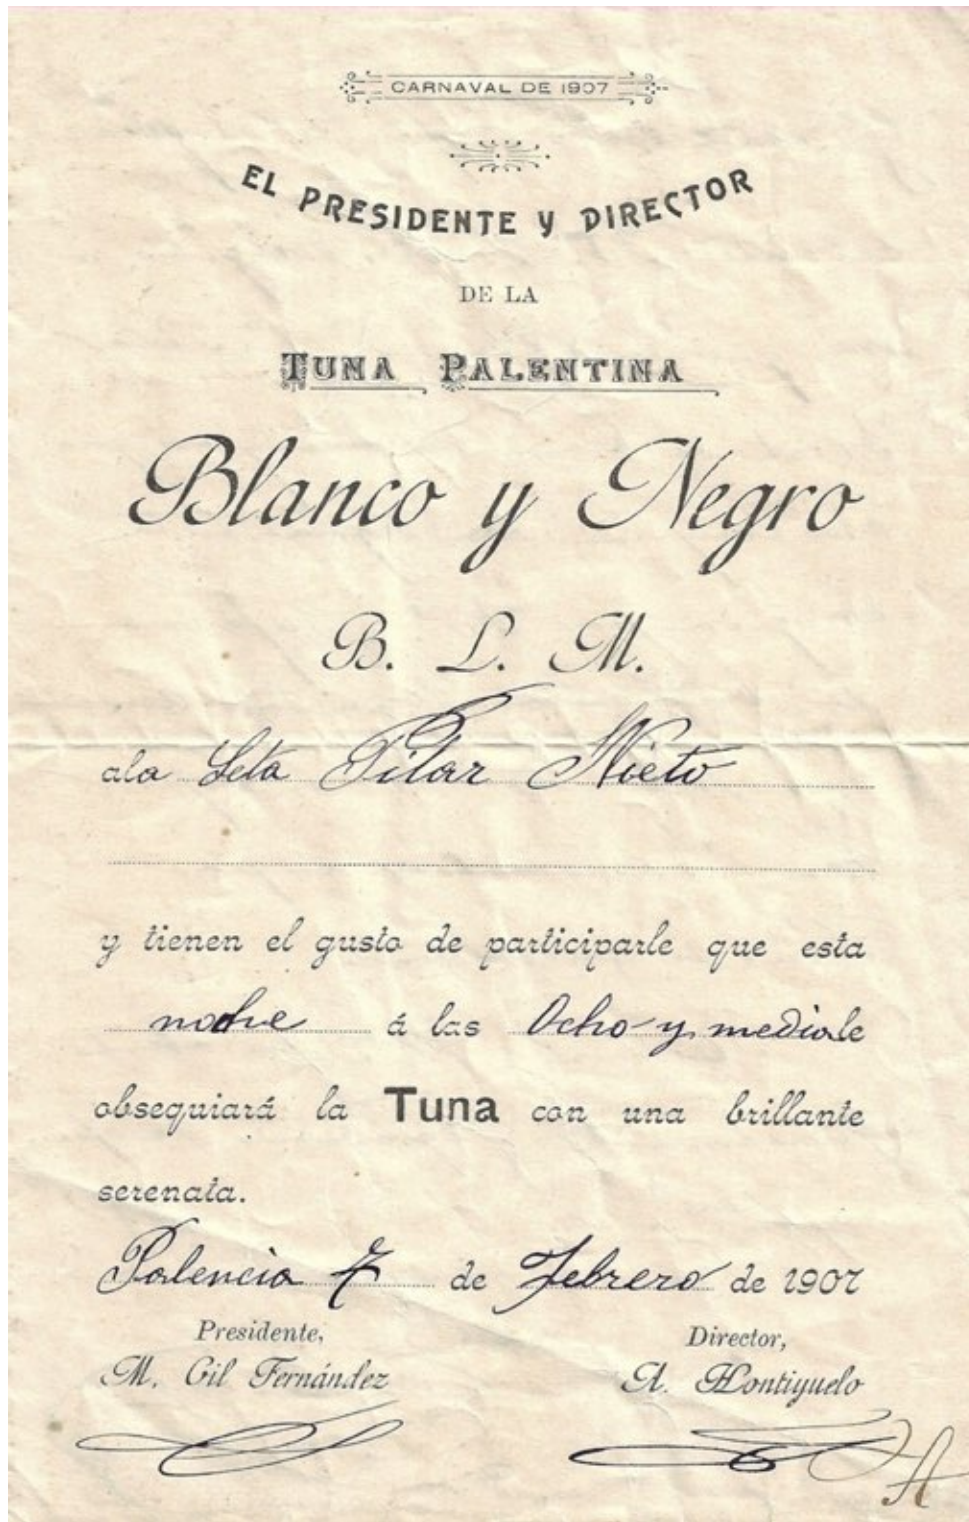 CARNAVAL DE 1907
EL PRESIDENTE Y DIRECTOR
DE LA
TUNA PALENTINA
Blanco y Negro
B. L. M.
a la Srta Pilar Nieto
y tienen el gusto de participarle que esta
noche á las Ocho y media le
obsequiará la Tuna con una brillante
serenata.
Palencia 7 de Febrero de 1907
Presidente, Director,
M. Gil Fernández A. Hontiyuelo